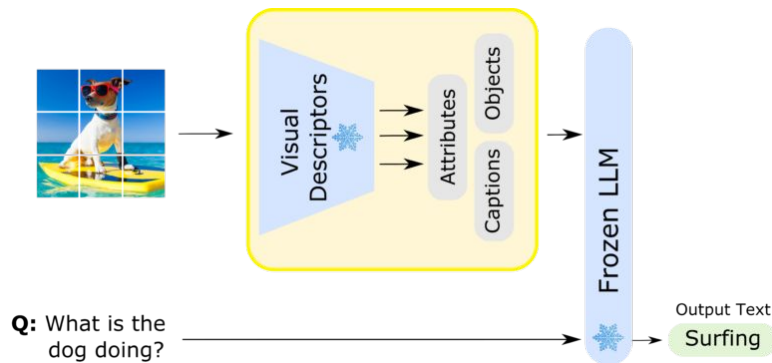 Visual
Descriptors
Attributes
Objects
Captions
Frozen LLM
Q: What is the
dog doing?
Output Text
Surfing